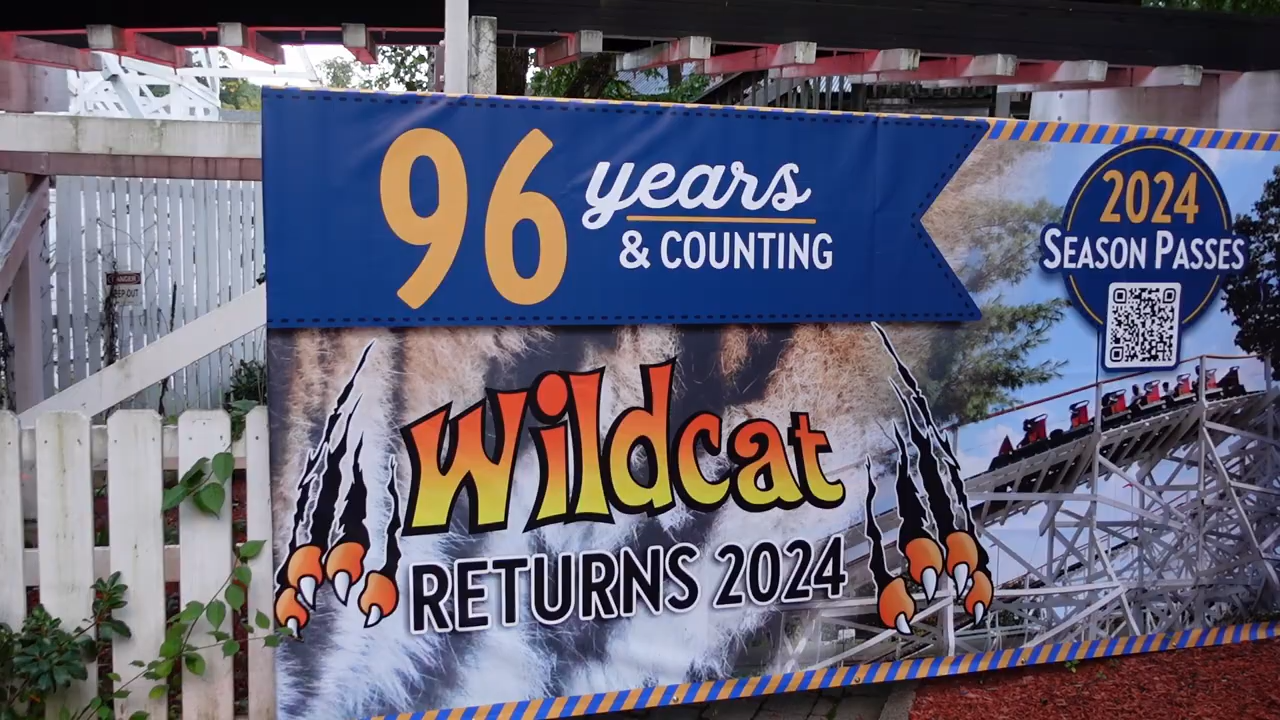 96 years
& COUNTING
2024
SEASON PASSES
Wildcat
RETURNS 2024
DANGER
KEEP OUT